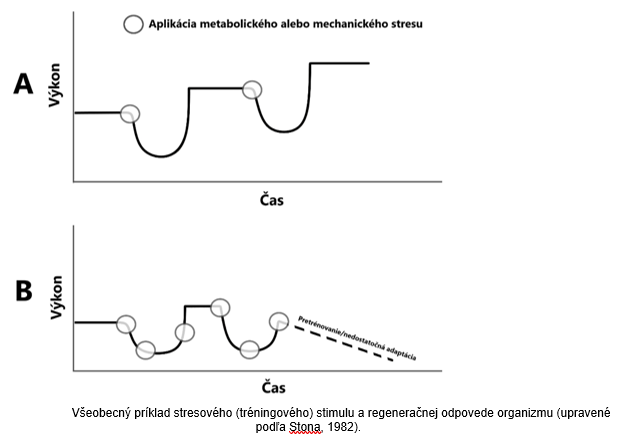 Aplikácia metabolického alebo mechanického stresu
A
Výkon
Čas
B
Výkon
Pretrénovanie/nedostatočná adaptácia
Čas
Všeobecný príklad stresového (tréningového) stimulu a regeneračnej odpovede organizmu (upravené
podľa Stona, 1982).